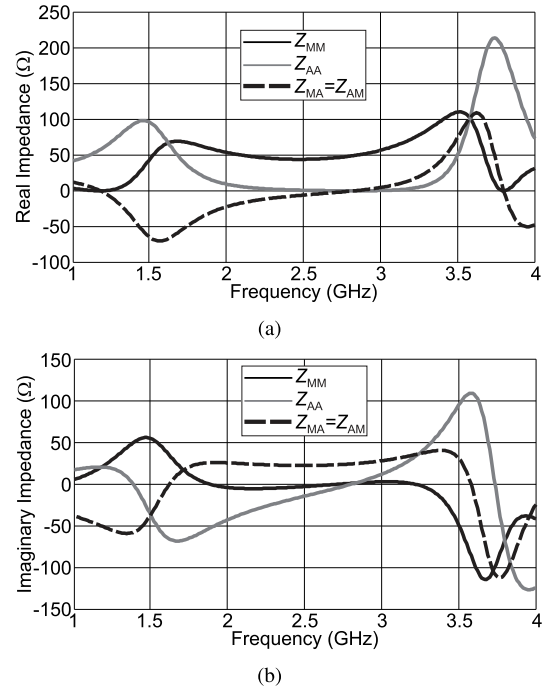 250
200
150
100
50
0
-50
-100
Real Impedance (Ω)
Z_MM
Z_AA
Z_MA=Z_AM
1 1.5 2 2.5 3 3.5 4
Frequency (GHz)
(a)
150
100
50
0
-50
-100
-150
Imaginary Impedance (Ω)
Z_MM
Z_AA
Z_MA=Z_AM
1 1.5 2 2.5 3 3.5 4
Frequency (GHz)
(b)